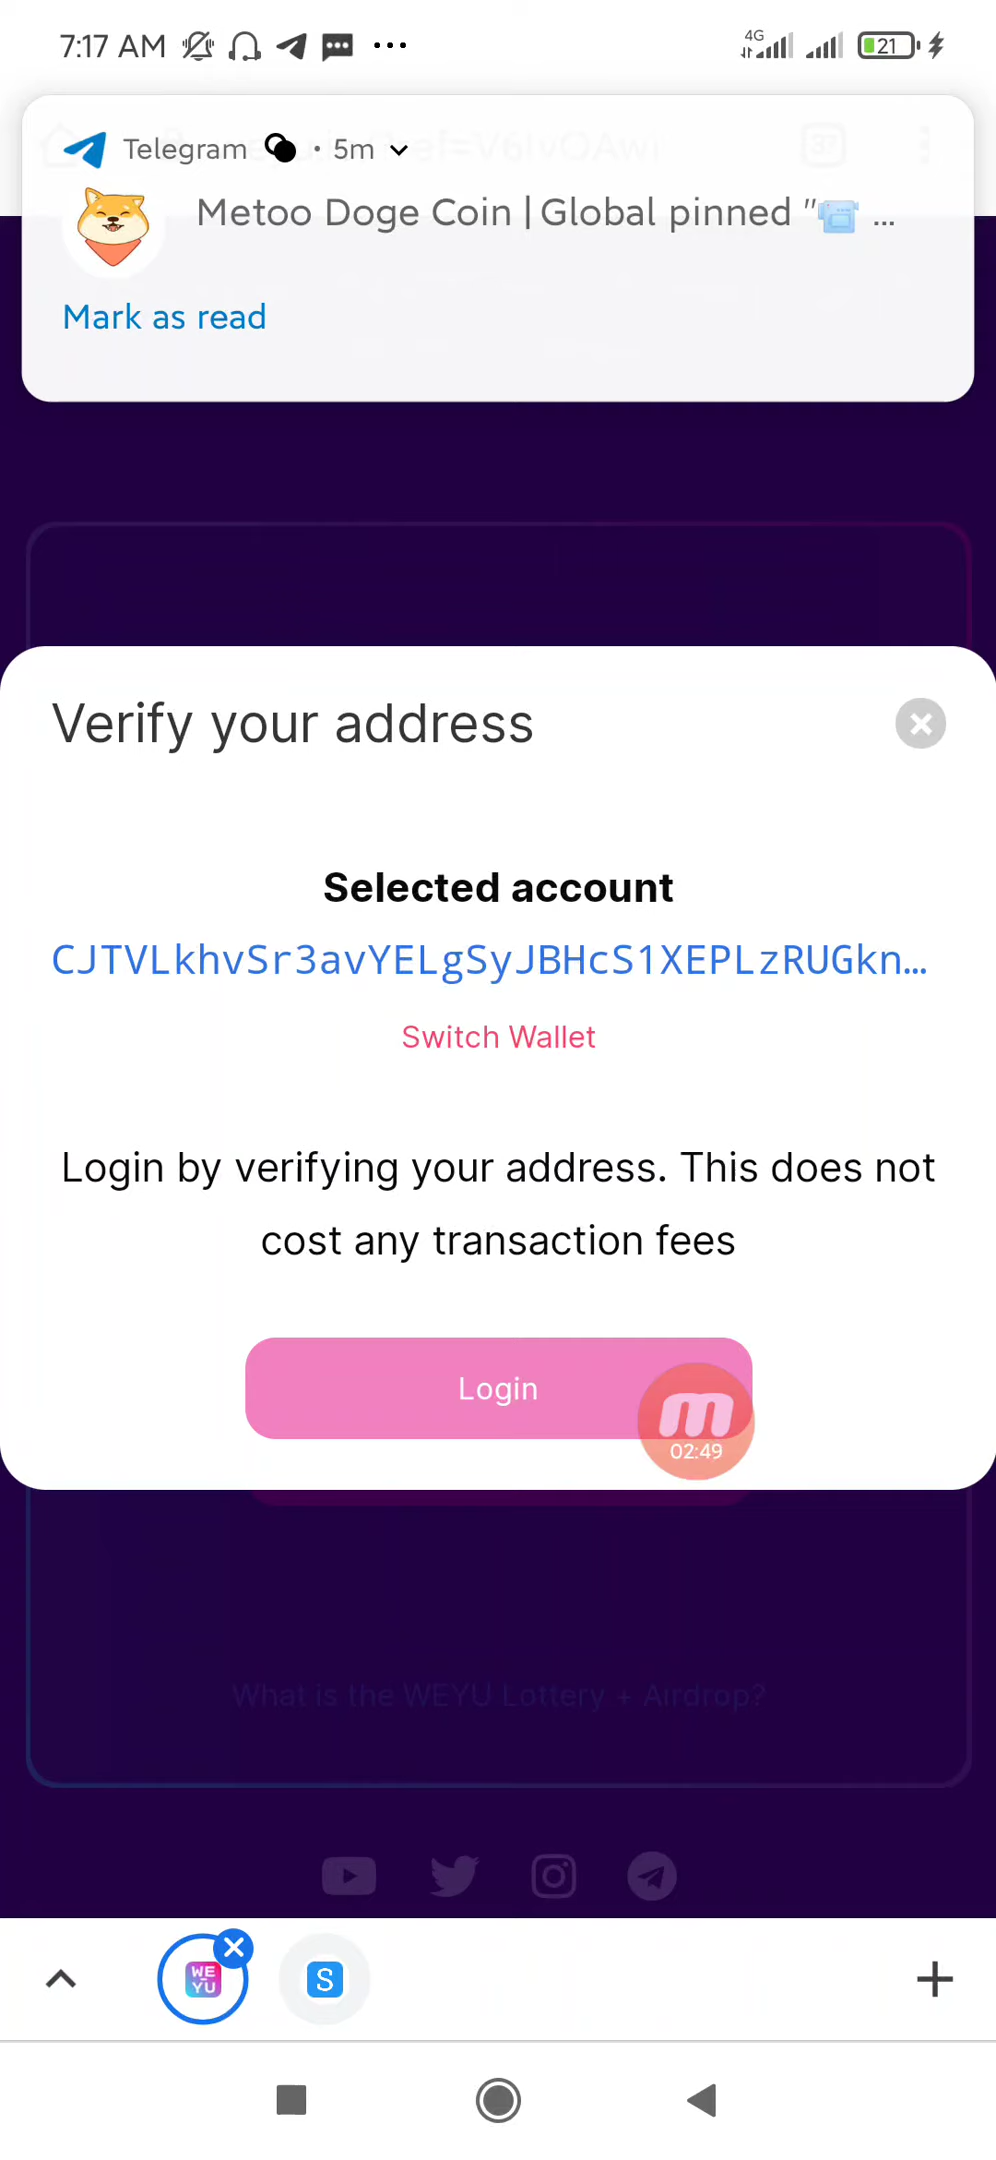 7:17 AM
4G
21
Telegram • 5m
Metoo Doge Coin | Global pinned "📹 ...
Mark as read
Verify your address
Selected account
CJTVLkhvSr3avYELgSyJBHcS1XEPLzRUGkn...
Switch Wallet
Login by verifying your address. This does not
cost any transaction fees
Login
m
02:49
What is the WEYU Lottery + Airdrop?
WE
YU
S